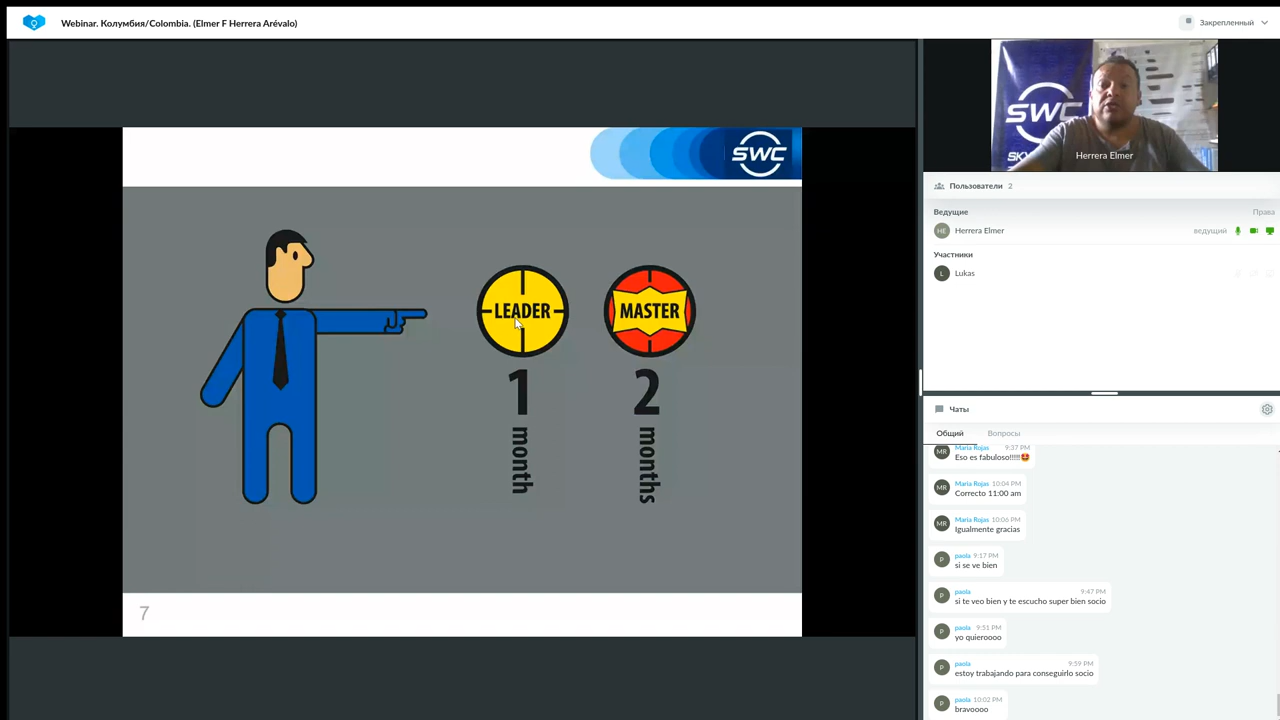 Webinar. Колумбия/Colombia. (Elmer F Herrera Arévalo)
Закрепленный
SWC
LEADER
MASTER
1
2
month
months
7
SWC
SKY
Herrera Elmer
Пользователи 2
Ведущие
Права
HE
Herrera Elmer
ведущий
Участники
L
Lukas
Чаты
Общий
Вопросы
MR
Maria Rojas 9:37 PM
Eso es fabuloso!!!!!🤩
MR
Maria Rojas 10:04 PM
Correcto 11:00 am
MR
Maria Rojas 10:06 PM
Igualmente gracias
P
paola 9:17 PM
si se ve bien
P
paola 9:47 PM
si te veo bien y te escucho super bien socio
P
paola 9:51 PM
yo quieroooo
P
paola 9:59 PM
estoy trabajando para conseguirlo socio
P
paola 10:02 PM
bravoooo